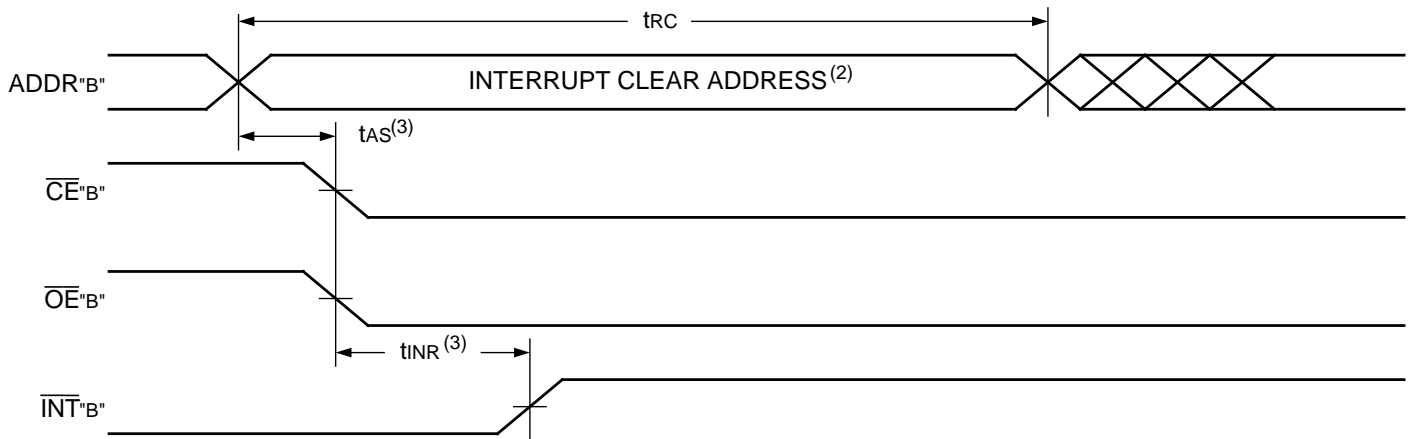 tRC
ADDR"B"
INTERRUPT CLEAR ADDRESS(2)
tAS(3)
CE"B"
OE"B"
tINR(3)
INT"B"